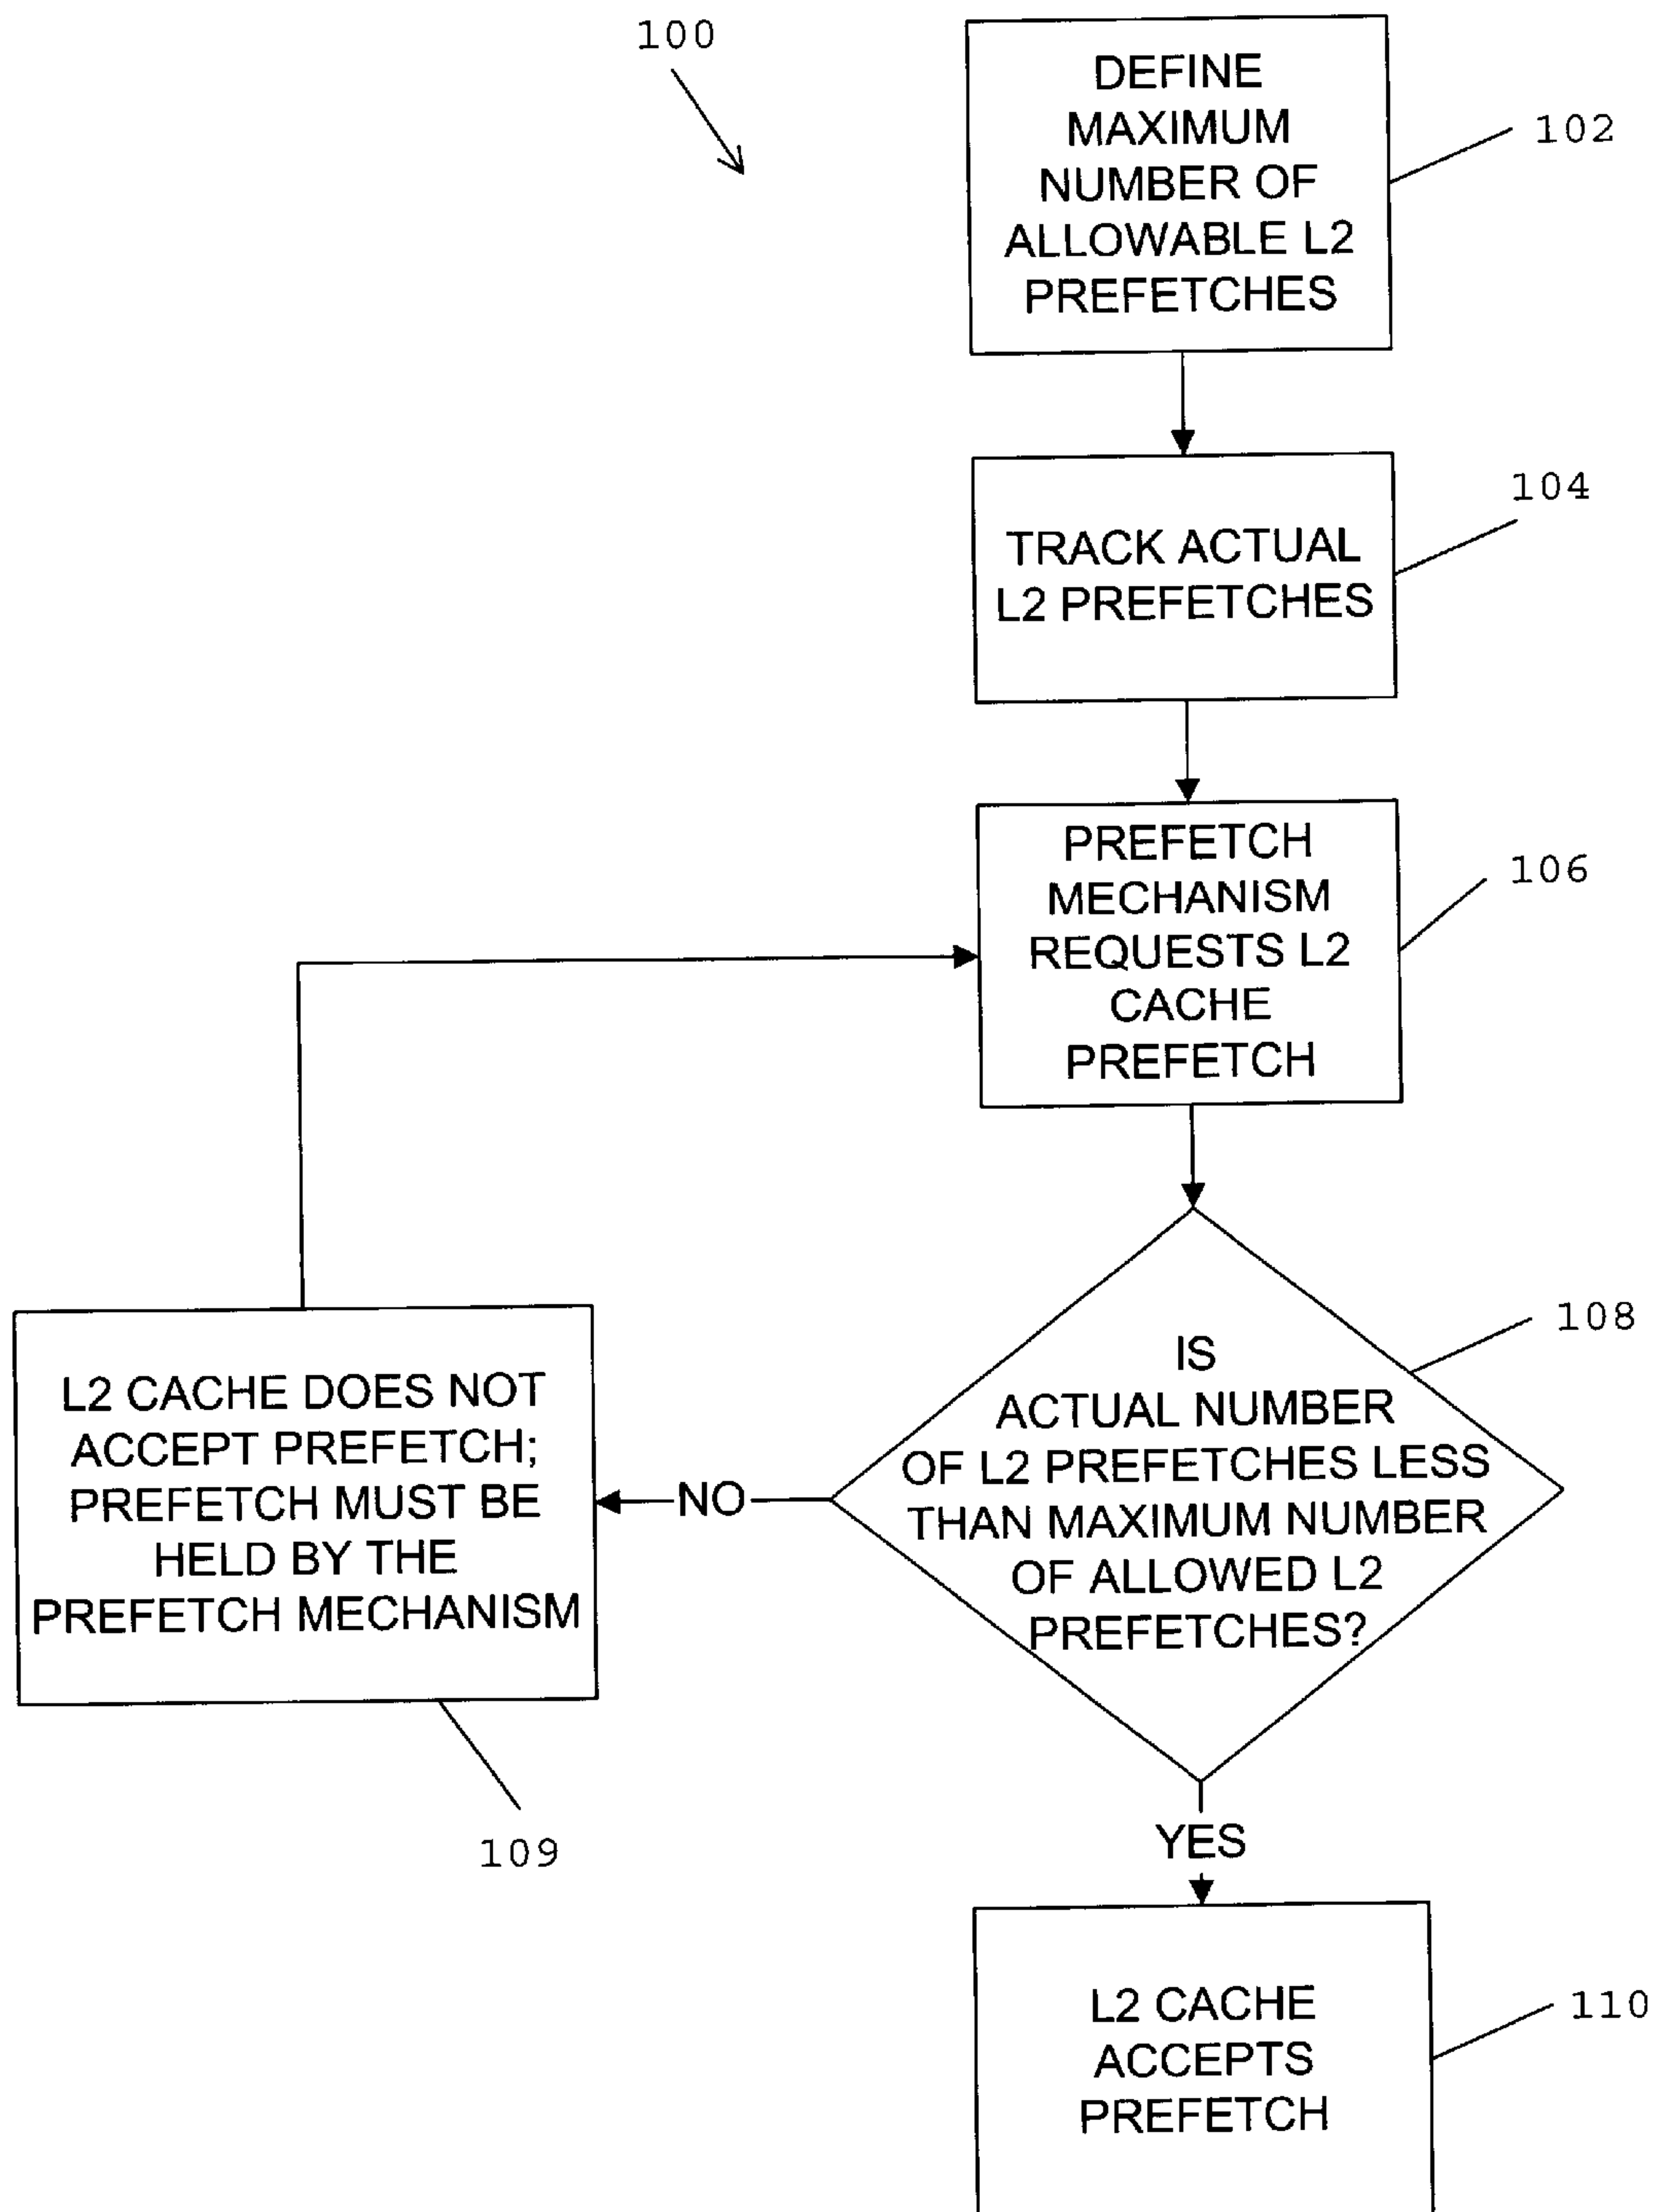 100
DEFINE
MAXIMUM
NUMBER OF
ALLOWABLE L2
PREFETCHES
102
TRACK ACTUAL
L2 PREFETCHES
104
PREFETCH
MECHANISM
REQUESTS L2
CACHE
PREFETCH
106
IS
ACTUAL NUMBER
OF L2 PREFETCHES LESS
THAN MAXIMUM NUMBER
OF ALLOWED L2
PREFETCHES?
108
NO
L2 CACHE DOES NOT
ACCEPT PREFETCH;
PREFETCH MUST BE
HELD BY THE
PREFETCH MECHANISM
109
YES
L2 CACHE
ACCEPTS
PREFETCH
110